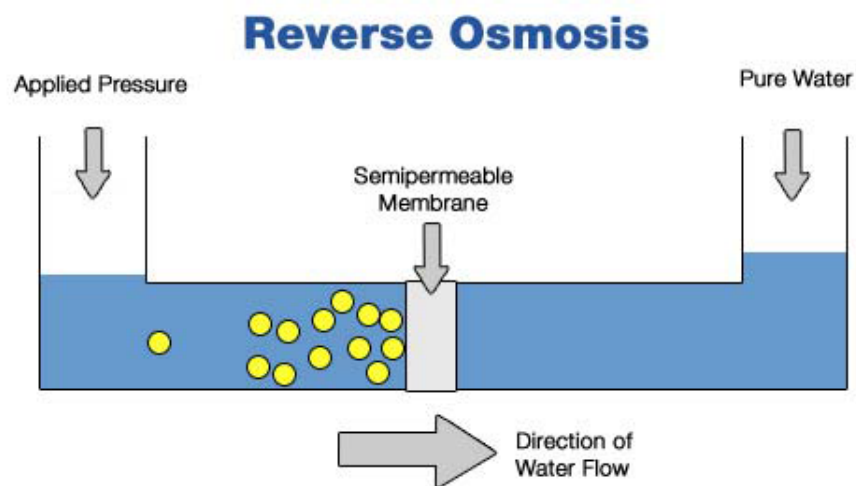 Reverse Osmosis
Applied Pressure
Pure Water
Semipermeable
Membrane
Direction of
Water Flow